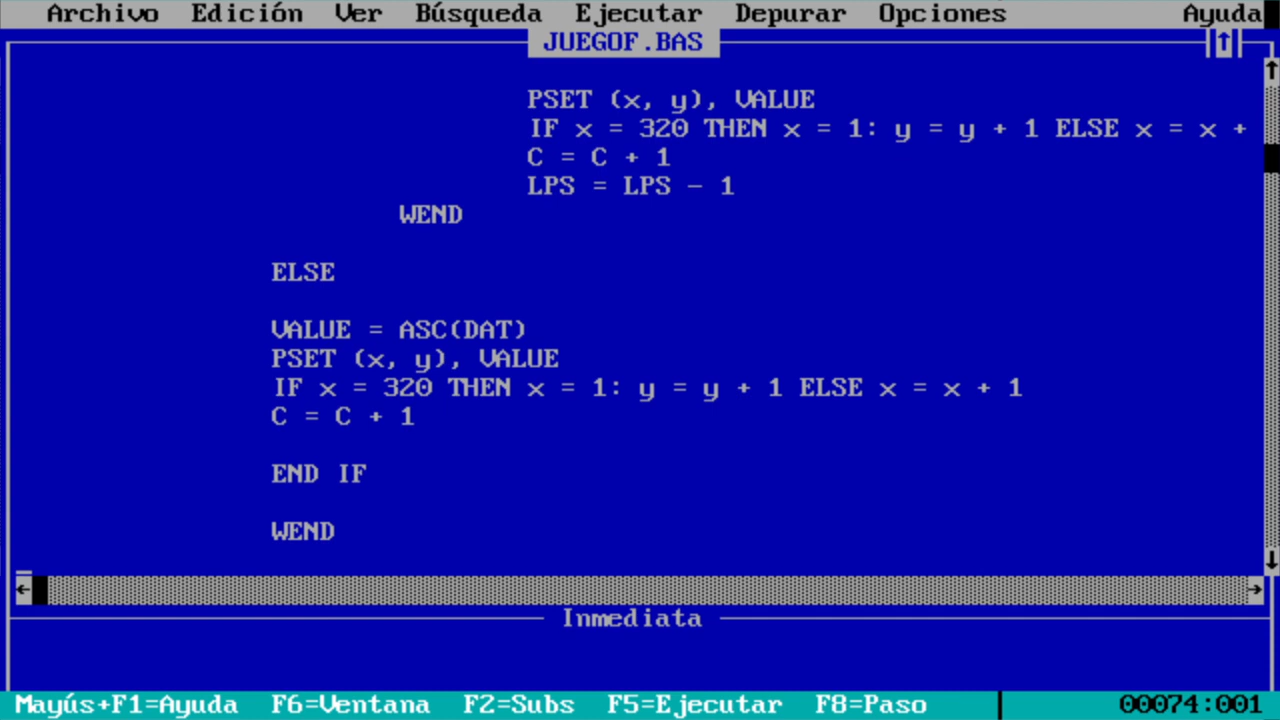 Archivo Edición Ver Búsqueda Ejecutar Depurar Opciones Ayuda
JUEGOF.BAS
PSET (x, y), VALUE
IF x = 320 THEN x = 1: y = y + 1 ELSE x = x +
C = C + 1
LPS = LPS - 1
WEND
ELSE
VALUE = ASC(DAT)
PSET (x, y), VALUE
IF x = 320 THEN x = 1: y = y + 1 ELSE x = x + 1
C = C + 1
END IF
WEND
Inmediata
Mayús+F1=Ayuda F6=Ventana F2=Subs F5=Ejecutar F8=Paso 00074:001